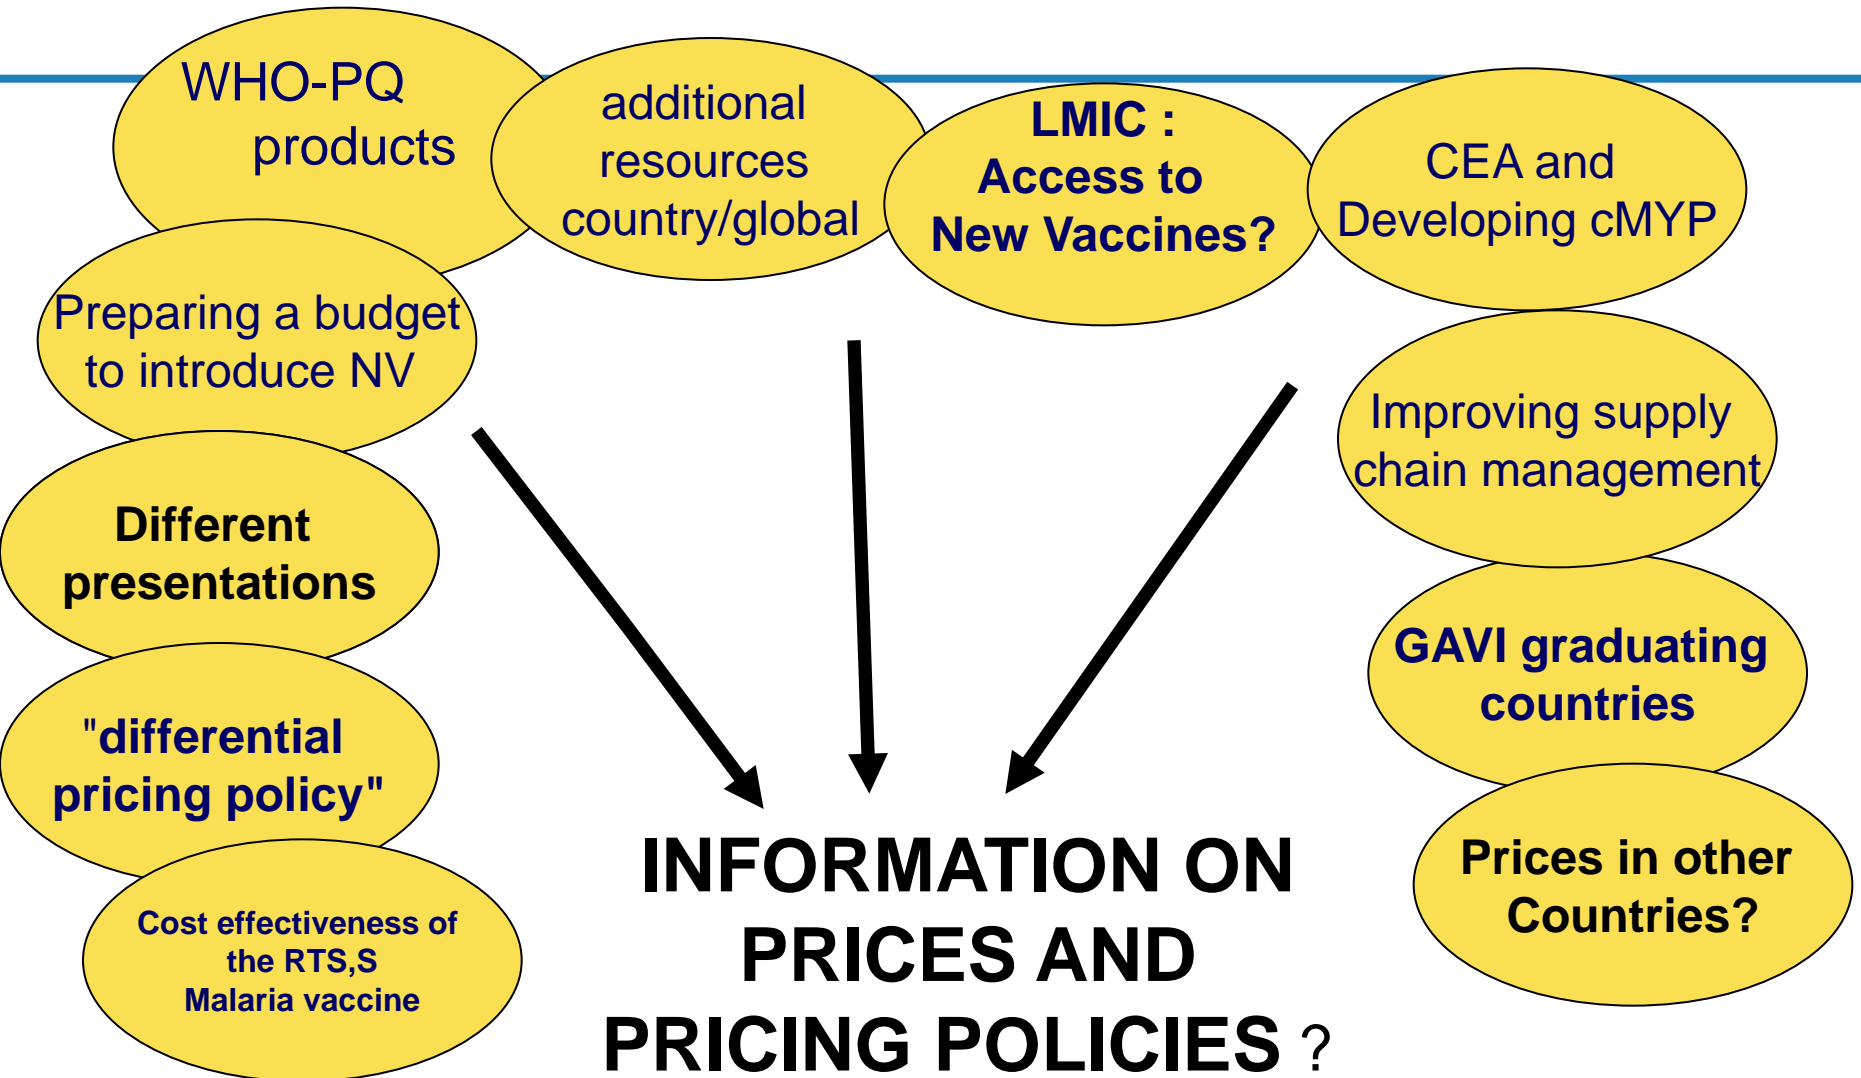 WHO-PQ
products
additional
resources
country/global
LMIC :
Access to
New Vaccines?
CEA and
Developing cMYP
Preparing a budget
to introduce NV
Improving supply
chain management
Different
presentations
GAVI graduating
countries
"differential
pricing policy"
Prices in other
Countries?
Cost effectiveness of
the RTS,S
Malaria vaccine
INFORMATION ON
PRICES AND
PRICING POLICIES ?